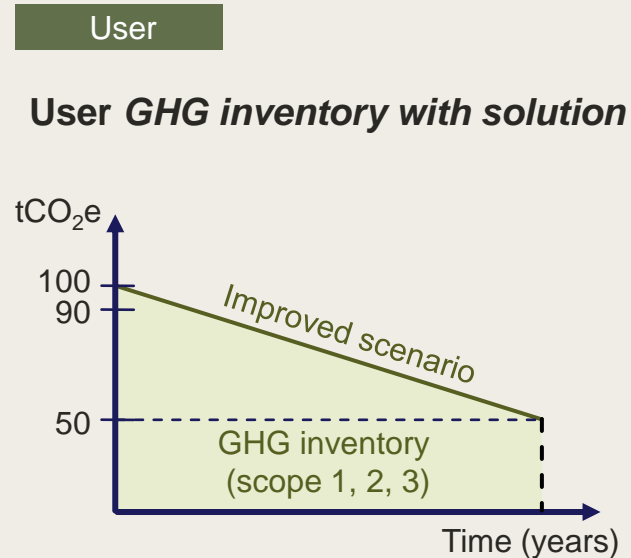 User
User GHG inventory with solution
tCO₂e
100
90
50
Improved scenario
GHG inventory
(scope 1, 2, 3)
Time (years)